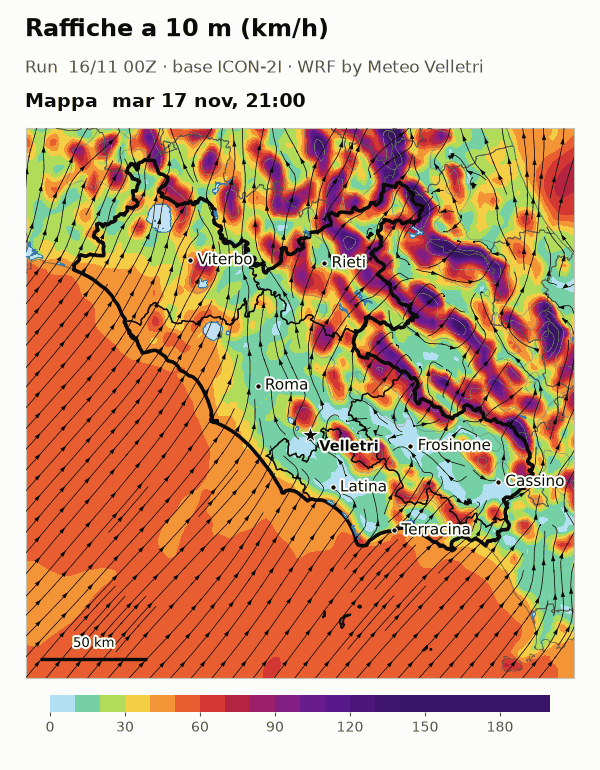 Raffiche a 10 m (km/h)
Run  16/11 00Z · base ICON-2I · WRF by Meteo Velletri
Mappa  mar 17 nov, 21:00
Viterbo
Rieti
Roma
Velletri
Frosinone
Latina
Cassino
Terracina
50 km
0 30 60 90 120 150 180